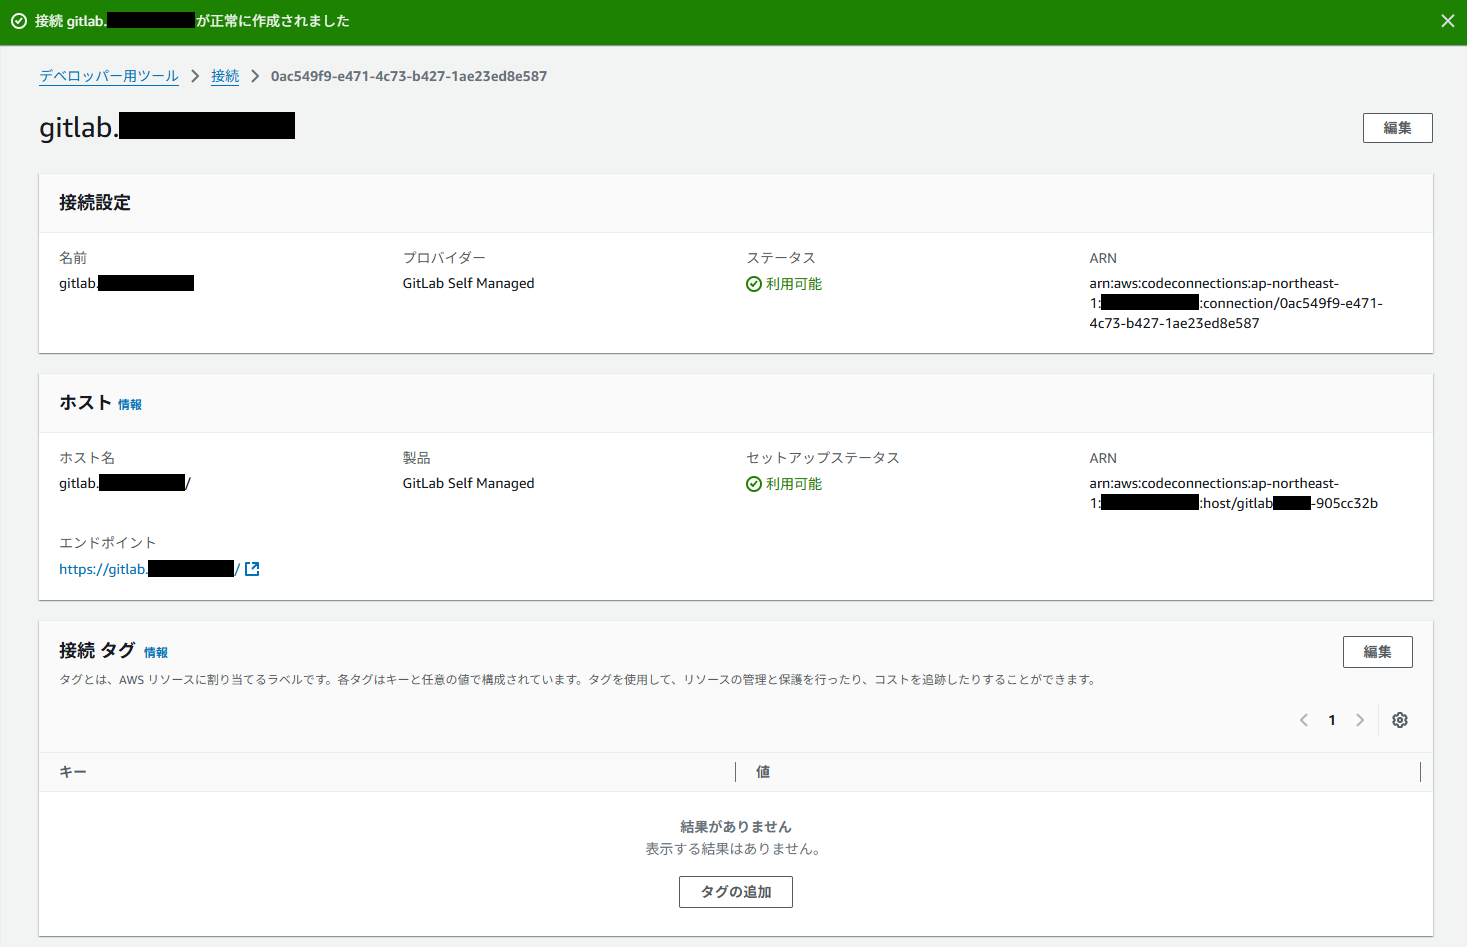 接続 gitlab. が正常に作成されました
デベロッパー用ツール > 接続 > 0ac549f9-e471-4c73-b427-1ae23ed8e587
gitlab.
編集
接続設定
名前
gitlab.
プロバイダー
GitLab Self Managed
ステータス
利用可能
ARN
arn:aws:codeconnections:ap-northeast-
1: :connection/0ac549f9-e471-
4c73-b427-1ae23ed8e587
ホスト 情報
ホスト名
gitlab. /
製品
GitLab Self Managed
セットアップステータス
利用可能
ARN
arn:aws:codeconnections:ap-northeast-
1: :host/gitlab -905cc32b
エンドポイント
https://gitlab. /
接続 タグ 情報
編集
タグとは、AWS リソースに割り当てるラベルです。各タグはキーと任意の値で構成されています。タグを使用して、リソースの管理と保護を行ったり、コストを追跡したりすることができます。
1
キー
値
結果がありません
表示する結果はありません。
タグの追加